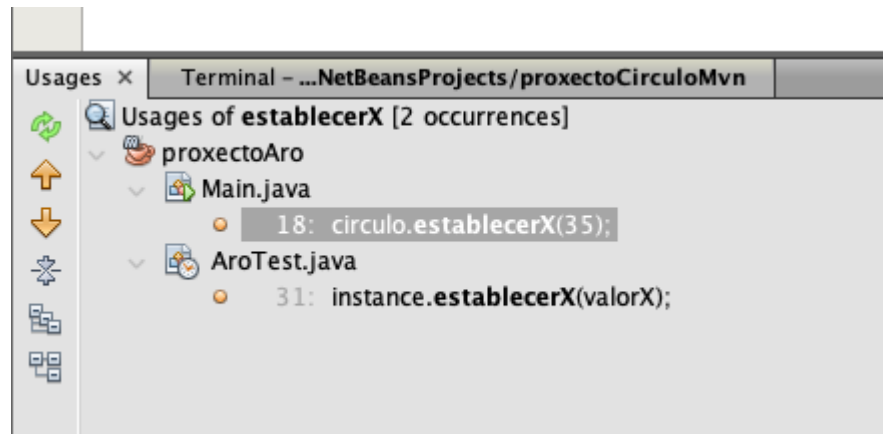 Usages × Terminal – ...NetBeansProjects/proxectoCirculoMvn
Usages of establecerX [2 occurrences]
proxectoAro
Main.java
18: circulo.establecerX(35);
AroTest.java
31: instance.establecerX(valorX);